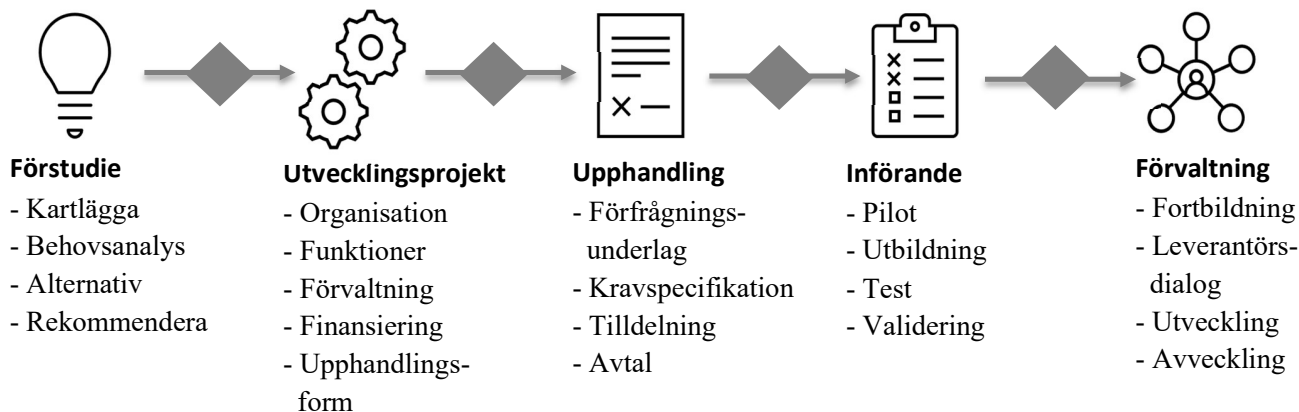 Förstudie
- Kartlägga
- Behovsanalys
- Alternativ
- Rekommendera
Utvecklingsprojekt
- Organisation
- Funktioner
- Förvaltning
- Finansiering
- Upphandlings-
form
Upphandling
- Förfrågnings-
underlag
- Kravspecifikation
- Tilldelning
- Avtal
Införande
- Pilot
- Utbildning
- Test
- Validering
Förvaltning
- Fortbildning
- Leverantörs-
dialog
- Utveckling
- Avveckling